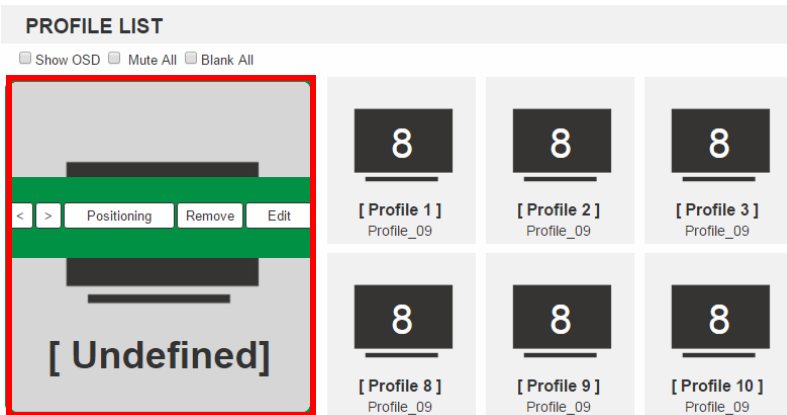 PROFILE LIST
Show OSD Mute All Blank All
< > Positioning Remove Edit
[ Undefined]
8 8 8
[ Profile 1 ] [ Profile 2 ] [ Profile 3 ]
Profile_09 Profile_09 Profile_09
8 8 8
[ Profile 8 ] [ Profile 9 ] [ Profile 10 ]
Profile_09 Profile_09 Profile_09